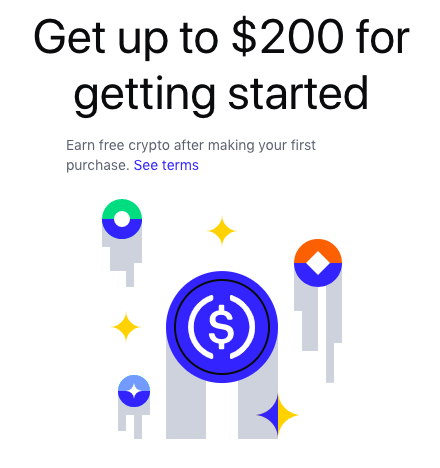 Get up to $200 for
getting started
Earn free crypto after making your first
purchase. See terms
$